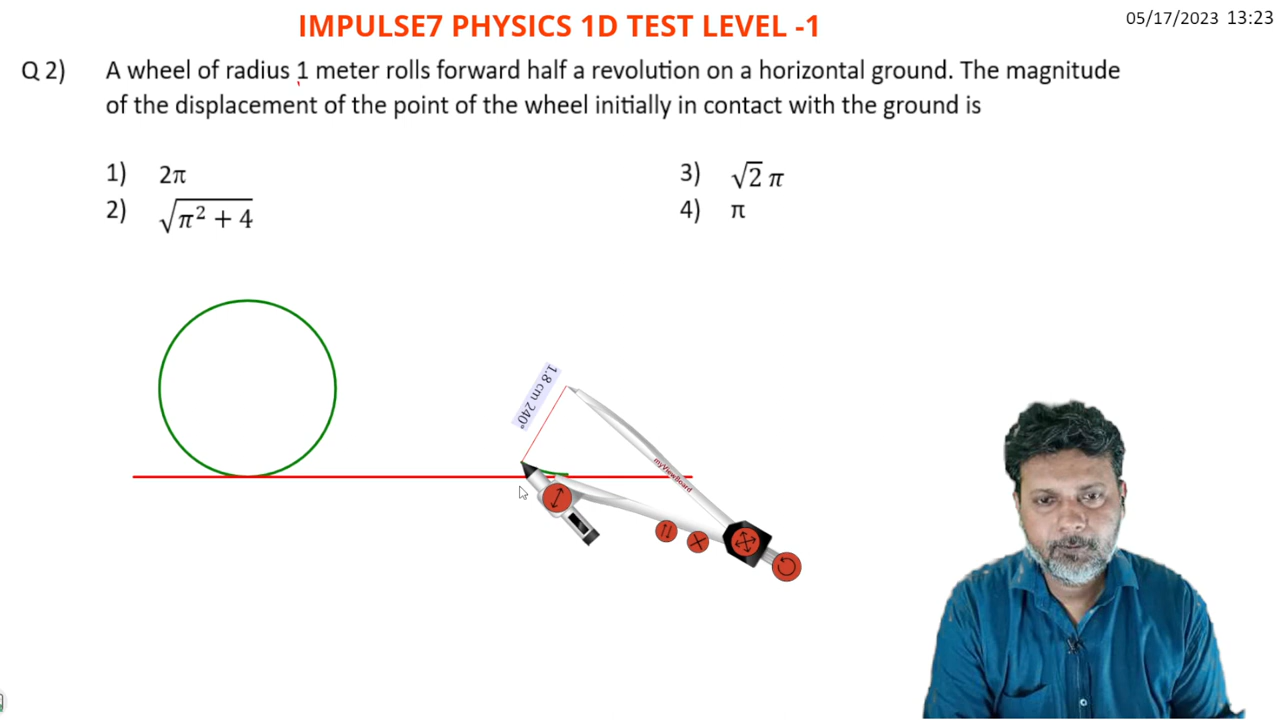 IMPULSE7 PHYSICS 1D TEST LEVEL -1
05/17/2023 13:23
Q 2) A wheel of radius 1 meter rolls forward half a revolution on a horizontal ground. The magnitude
of the displacement of the point of the wheel initially in contact with the ground is
1) 2π
3) √2 π
2) √(π² + 4)
4) π
1.8 cm 240°
myViewBoard